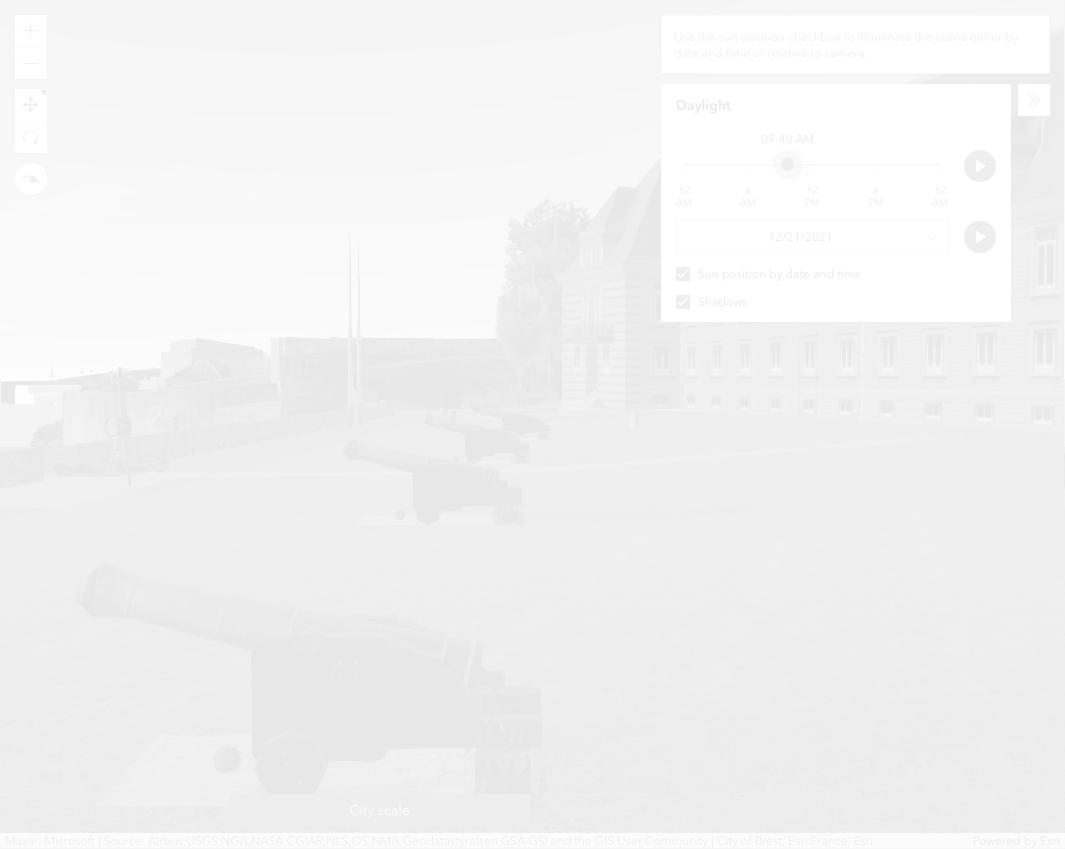 Use the sun position checkbox to illuminate the scene either by
date and time or relative to camera.
Daylight
09:40 AM
12 AM
6 AM
12 PM
6 PM
12 AM
12/21/2021
Sun position by date and time
Shadows
City scale
Maxar, Microsoft | Source: Airbus,USGS,NGA,NASA,CGIAR,NLS,OS,NMA,Geodatastyrelsen,GSA,GSI and the GIS User Community | City of Brest, Esri France, Esri
Powered by Esri